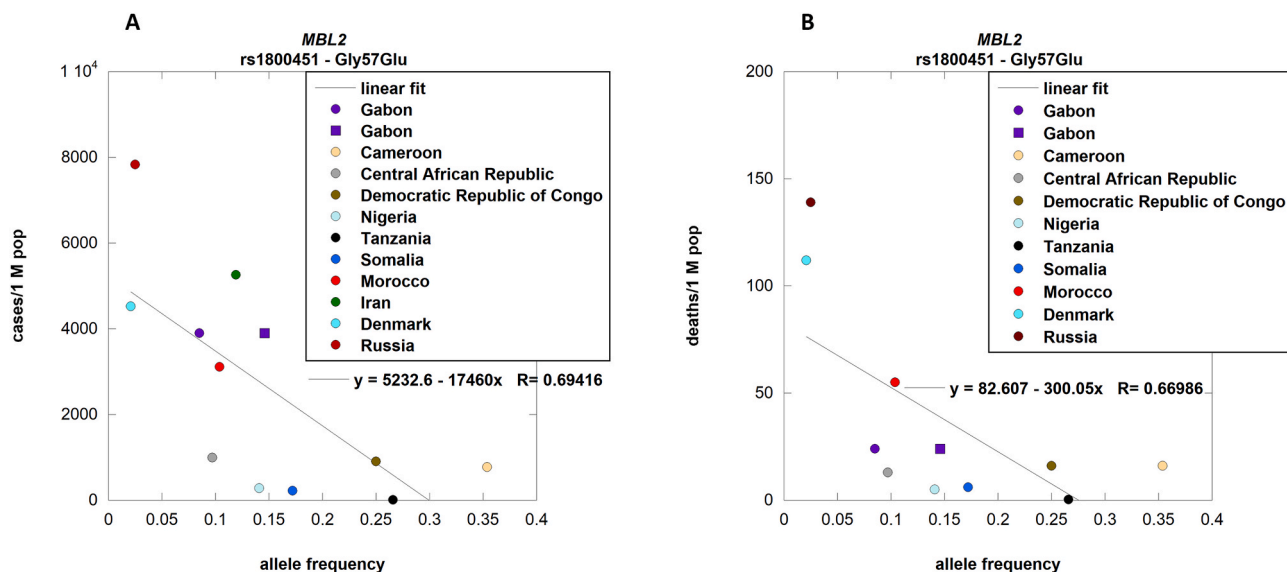 A
MBL2
rs1800451 - Gly57Glu
1 10⁴
8000
6000
4000
2000
0
cases/1 M pop
0 0.05 0.1 0.15 0.2 0.25 0.3 0.35 0.4
allele frequency
linear fit
Gabon
Gabon
Cameroon
Central African Republic
Democratic Republic of Congo
Nigeria
Tanzania
Somalia
Morocco
Iran
Denmark
Russia
y = 5232.6 - 17460x R= 0.69416
B
MBL2
rs1800451 - Gly57Glu
200
150
100
50
0
deaths/1 M pop
0 0.05 0.1 0.15 0.2 0.25 0.3 0.35 0.4
allele frequency
linear fit
Gabon
Gabon
Cameroon
Central African Republic
Democratic Republic of Congo
Nigeria
Tanzania
Somalia
Morocco
Denmark
Russia
y = 82.607 - 300.05x R= 0.66986